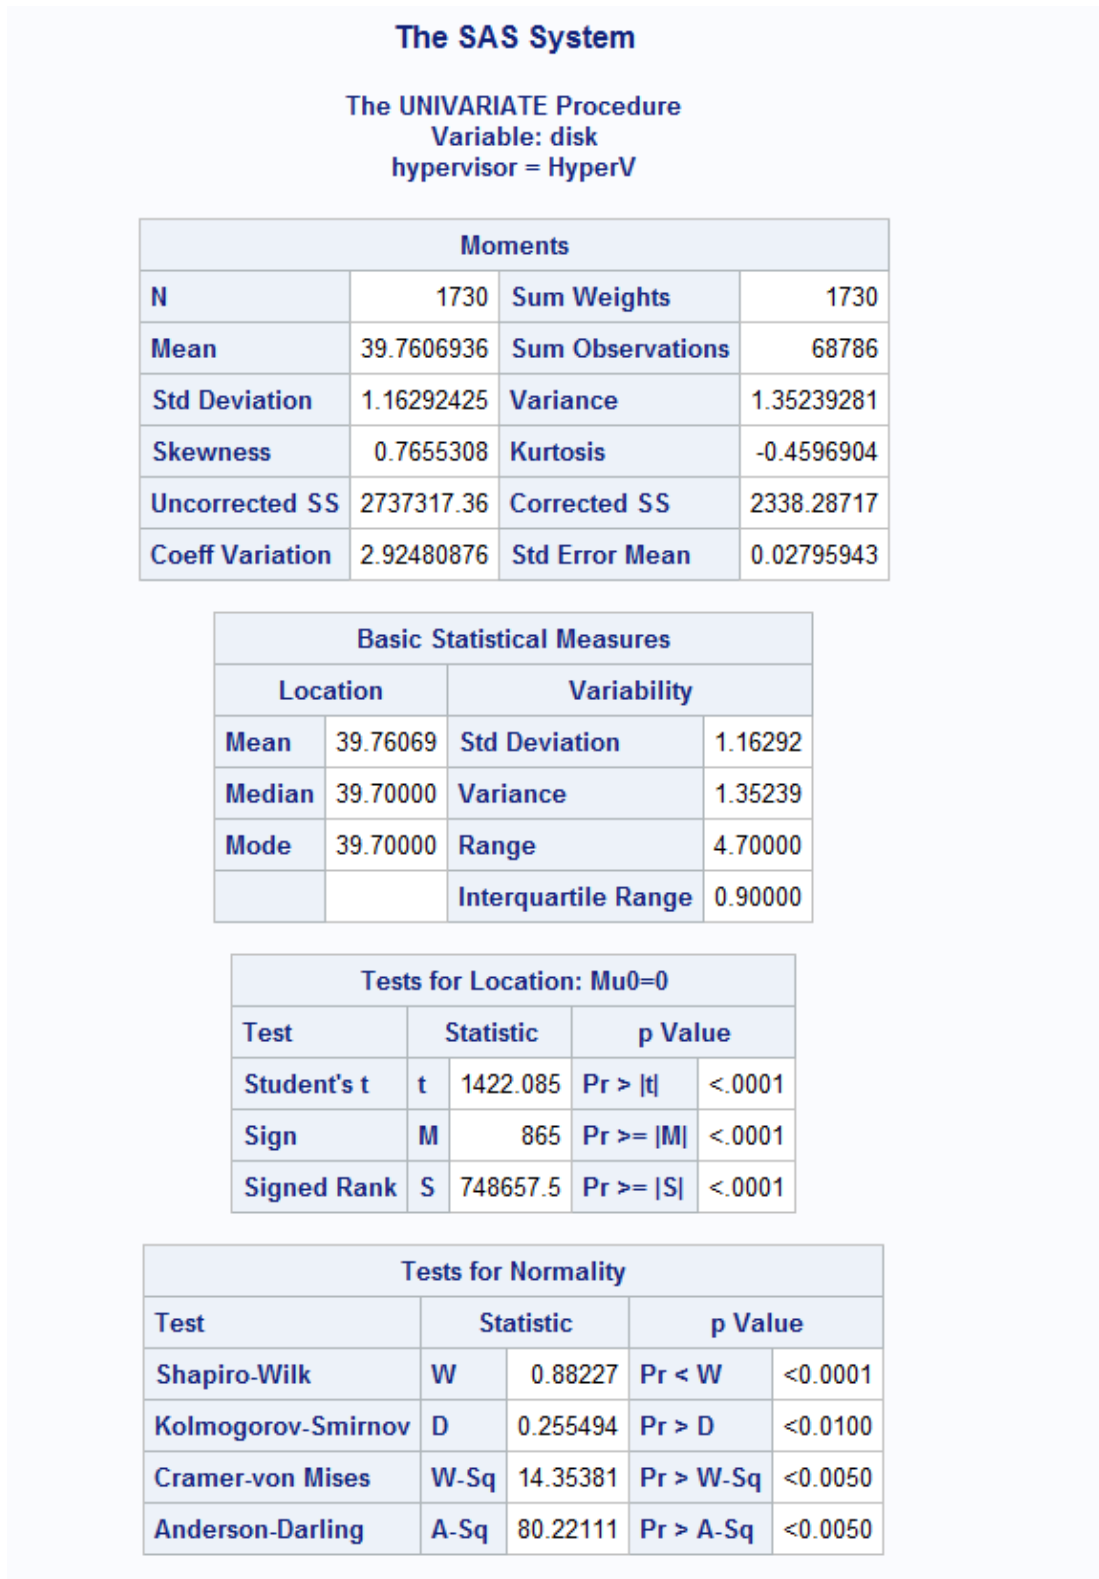 The SAS System
The UNIVARIATE Procedure
Variable: disk
hypervisor = HyperV
Moments
N 1730 Sum Weights 1730
Mean 39.7606936 Sum Observations 68786
Std Deviation 1.16292425 Variance 1.35239281
Skewness 0.7655308 Kurtosis -0.4596904
Uncorrected SS 2737317.36 Corrected SS 2338.28717
Coeff Variation 2.92480876 Std Error Mean 0.02795943
Basic Statistical Measures
Location Variability
Mean 39.76069 Std Deviation 1.16292
Median 39.70000 Variance 1.35239
Mode 39.70000 Range 4.70000
Interquartile Range 0.90000
Tests for Location: Mu0=0
Test Statistic p Value
Student's t t 1422.085 Pr > |t| <.0001
Sign M 865 Pr >= |M| <.0001
Signed Rank S 748657.5 Pr >= |S| <.0001
Tests for Normality
Test Statistic p Value
Shapiro-Wilk W 0.88227 Pr < W <0.0001
Kolmogorov-Smirnov D 0.255494 Pr > D <0.0100
Cramer-von Mises W-Sq 14.35381 Pr > W-Sq <0.0050
Anderson-Darling A-Sq 80.22111 Pr > A-Sq <0.0050